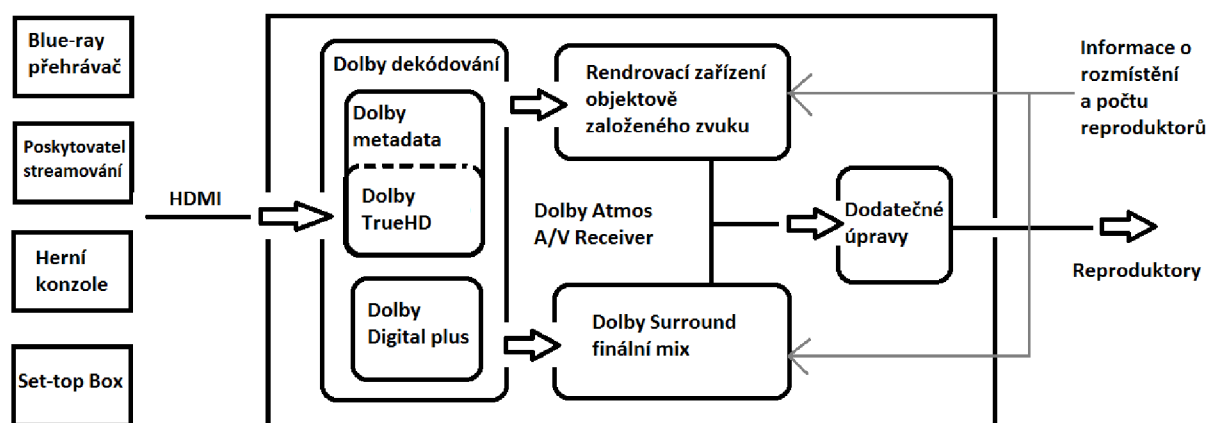 Blue-ray
přehrávač
Poskytovatel
streamování
Herní
konzole
Set-top Box
HDMI
Dolby dekódování
Dolby
metadata
Dolby
TrueHD
Dolby
Digital plus
Rendrovací zařízení
objektově
založeného zvuku
Dolby Atmos
A/V Receiver
Dolby Surround
finální mix
Dodatečné
úpravy
Informace o
rozmístění
a počtu
reproduktorů
Reproduktory